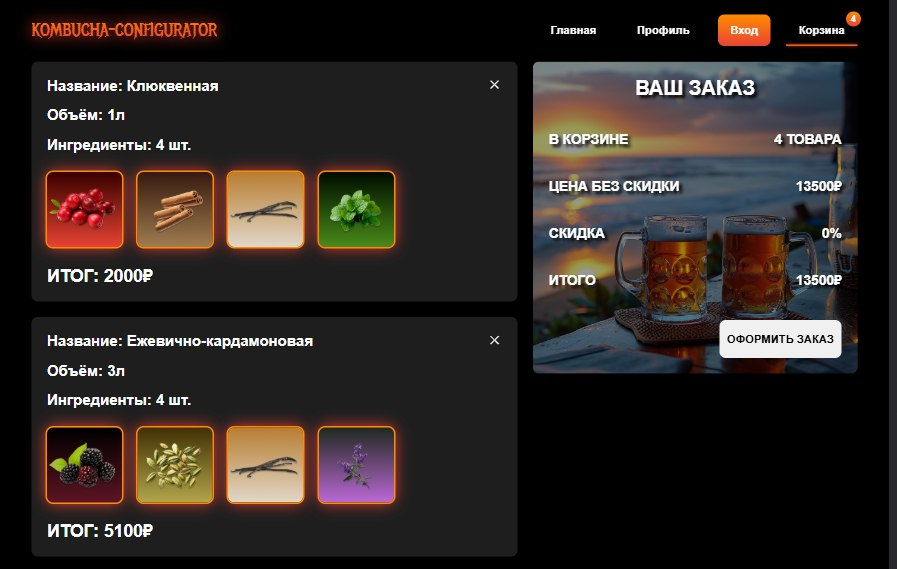 KOMBUCHA-CONFIGURATOR
Главная
Профиль
Вход
Корзина
4
Название: Клюквенная
×
Объём: 1л
Ингредиенты: 4 шт.
ИТОГ: 2000₽
Название: Ежевично-кардамоновая
×
Объём: 3л
Ингредиенты: 4 шт.
ИТОГ: 5100₽
ВАШ ЗАКАЗ
В КОРЗИНЕ 4 ТОВАРА
ЦЕНА БЕЗ СКИДКИ 13500₽
СКИДКА 0%
ИТОГО 13500₽
ОФОРМИТЬ ЗАКАЗ